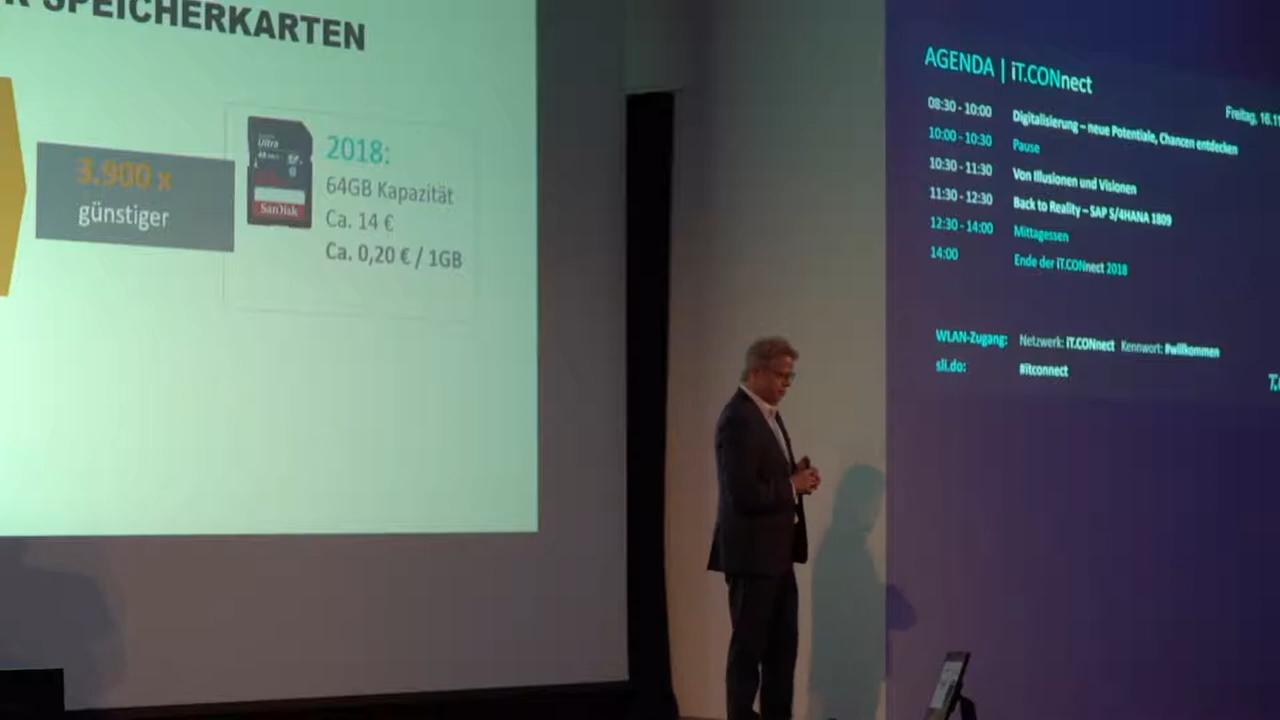 SPEICHERKARTEN
3.900 x
günstiger
Ultra
SanDisk
2018:
64GB Kapazität
Ca. 14 €
Ca. 0,20 € / 1GB
AGENDA | iT.CONnect
Freitag, 16.11
08:30 - 10:00 Digitalisierung – neue Potentiale, Chancen entdecken
10:00 - 10:30 Pause
10:30 - 11:30 Von Illusionen und Visionen
11:30 - 12:30 Back to Reality – SAP S/4HANA 1809
12:30 - 14:00 Mittagessen
14:00 Ende der iT.CONnect 2018
WLAN-Zugang: Netzwerk: iT.CONnect Kennwort: #willkommen
sli.do: #itconnect